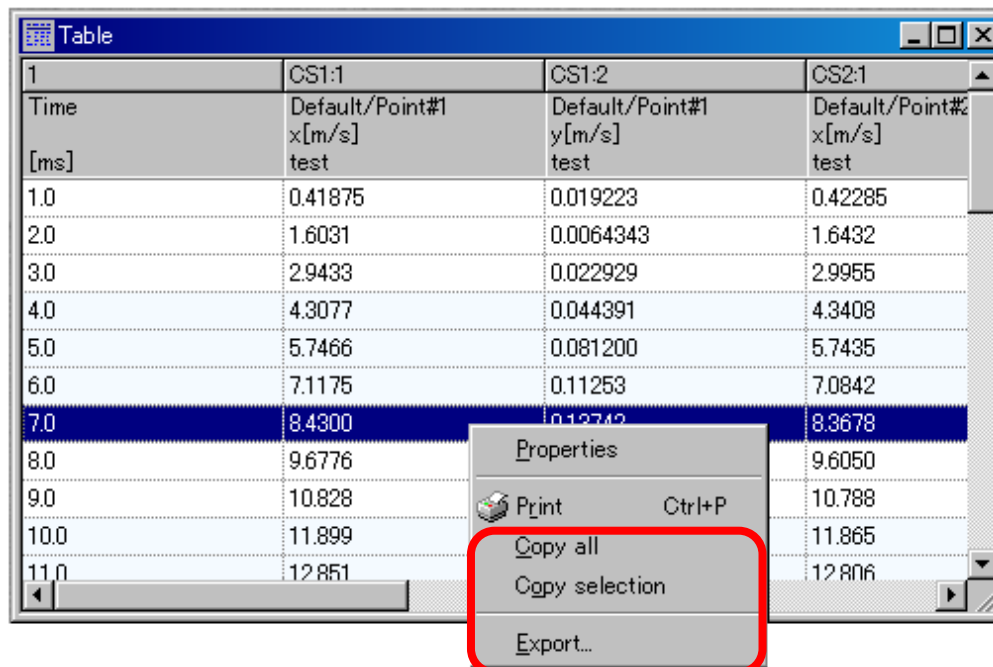 Table
1 CS1:1 CS1:2 CS2:1
Time Default/Point#1 Default/Point#1 Default/Point#2
x[m/s] y[m/s] x[m/s]
[ms] test test test
1.0 0.41875 0.019223 0.42285
2.0 1.6031 0.0064343 1.6432
3.0 2.9433 0.022929 2.9955
4.0 4.3077 0.044391 4.3408
5.0 5.7466 0.081200 5.7435
6.0 7.1175 0.11253 7.0842
7.0 8.4300 0.13742 8.3678
8.0 9.6776 9.6050
9.0 10.828 10.788
10.0 11.899 11.865
11.0 12.851 12.806
Properties
Print Ctrl+P
Copy all
Copy selection
Export...